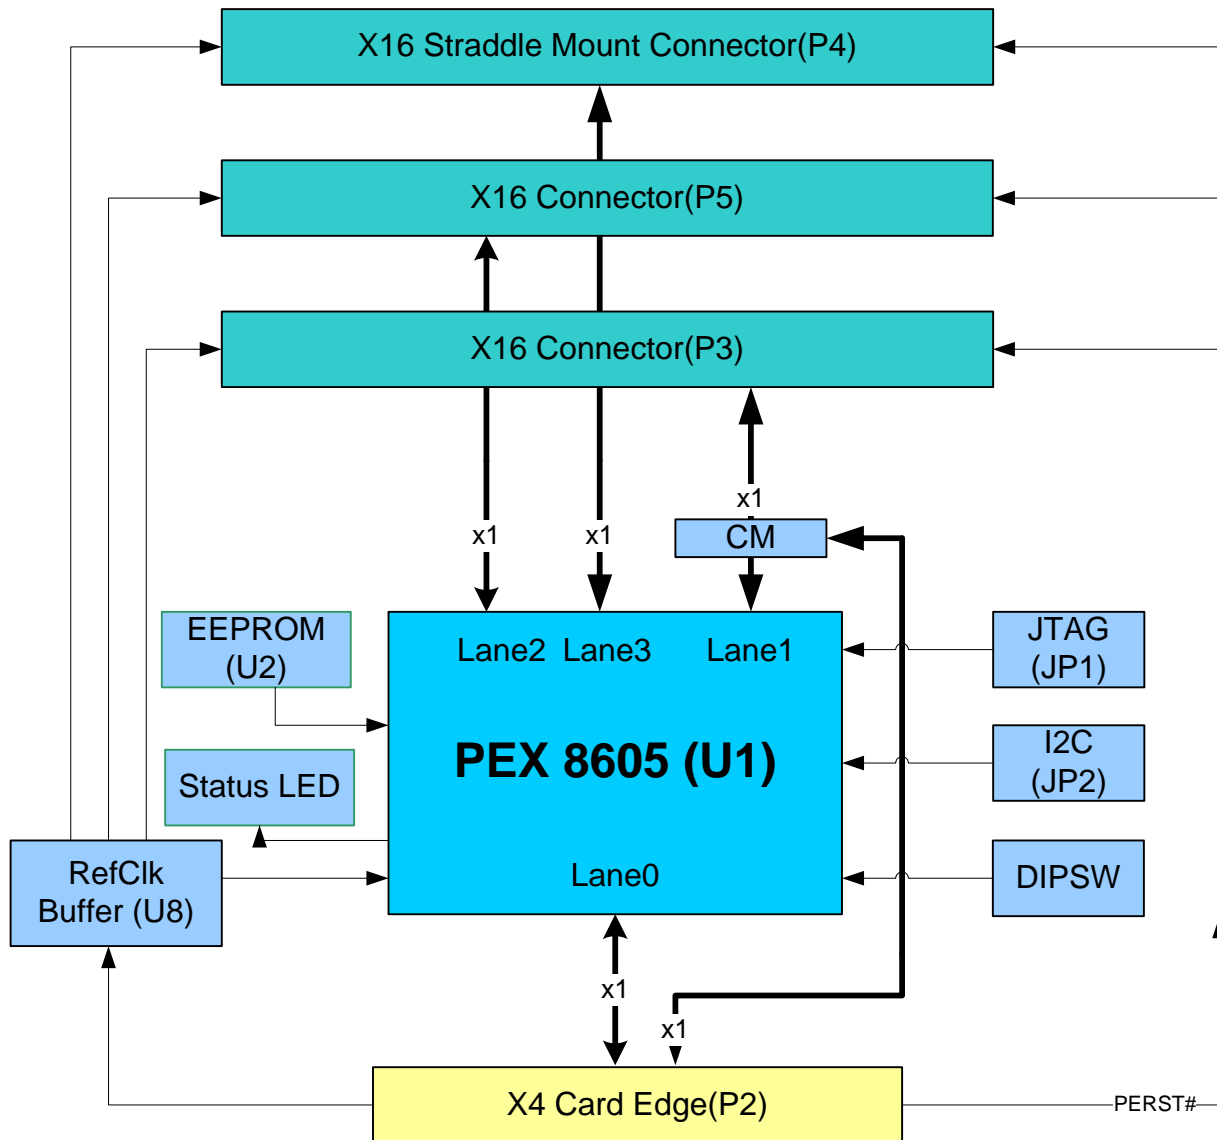 X16 Straddle Mount Connector(P4)
X16 Connector(P5)
X16 Connector(P3)
x1
x1
x1
CM
EEPROM
(U2)
Lane2
Lane3
Lane1
JTAG
(JP1)
PEX 8605 (U1)
I2C
(JP2)
Status LED
RefClk
Buffer (U8)
Lane0
DIPSW
x1
x1
X4 Card Edge(P2)
PERST#